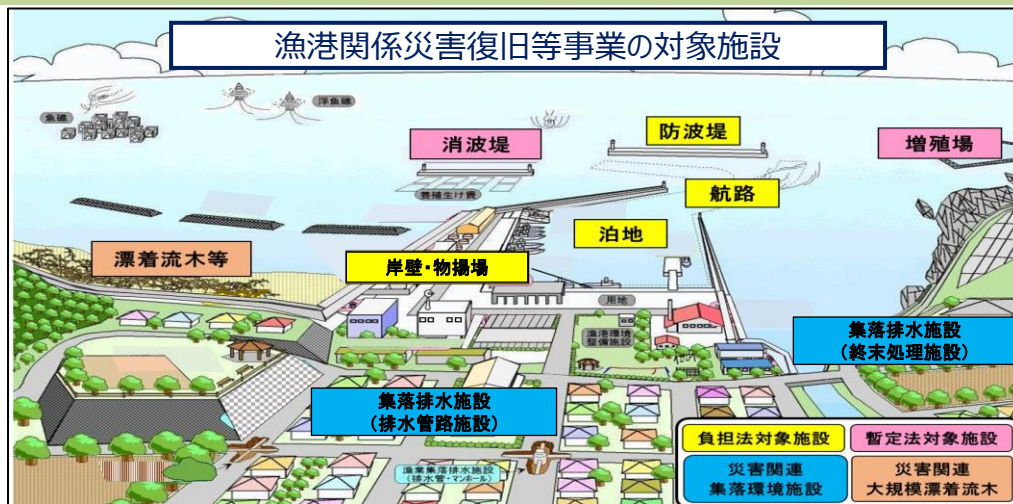 漁港関係災害復旧等事業の対象施設
浮魚礁
魚礁
消波堤
防波堤
増殖場
養殖生け簀
航路
泊地
漂着流木等
岸壁・物揚場
用地
漁港環境
整備施設
集落排水施設
（終末処理施設）
集落排水施設
（排水管路施設）
漁業集落排水施設
（排水管・マンホール）
負担法対象施設
暫定法対象施設
災害関連
集落環境施設
災害関連
大規模漂着流木